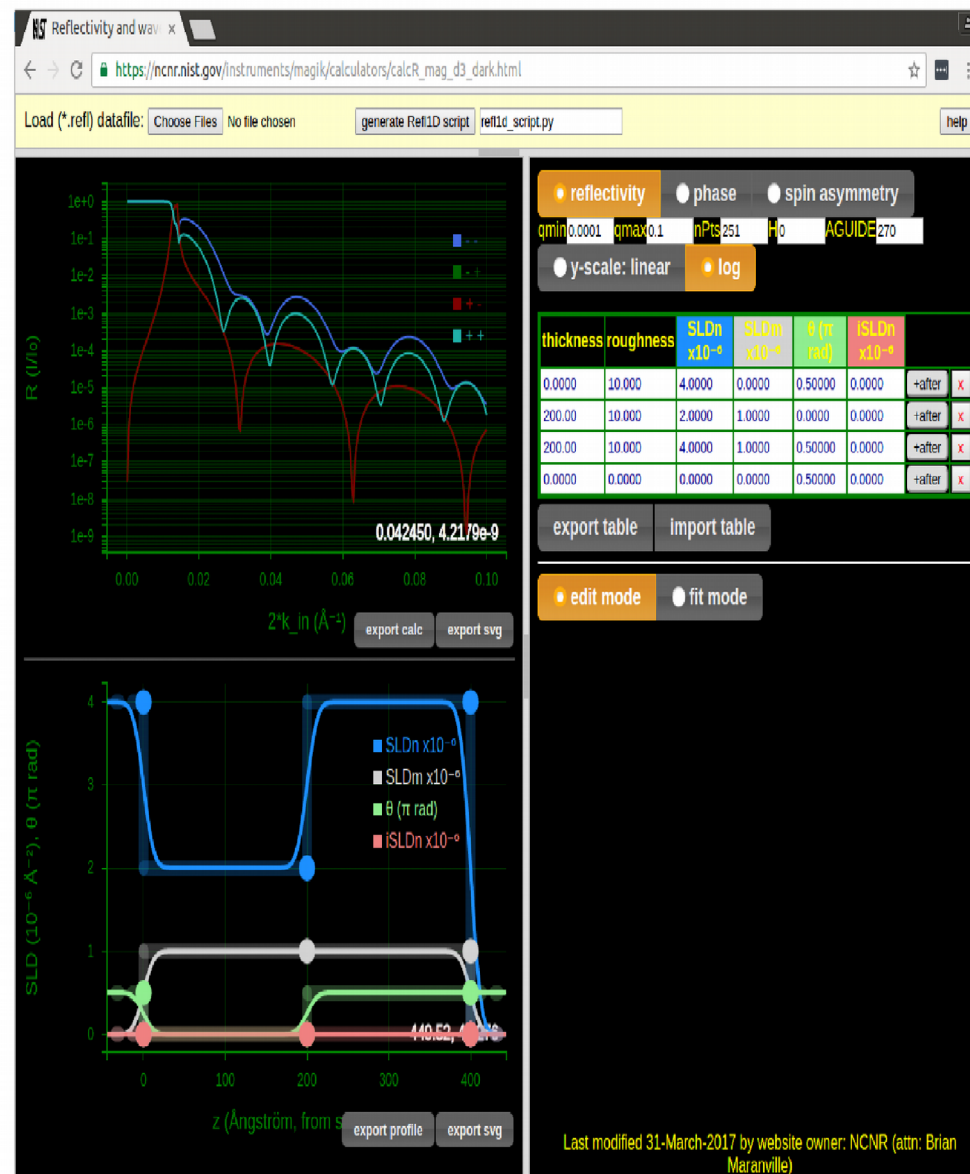 Reflectivity and wav
https://ncnr.nist.gov/instruments/magik/calculators/calcR_mag_d3_dark.html
Load (*.refl) datafile: Choose Files No file chosen generate Refl1D script refl1d_script.py help
R (I/I₀)
1e+0
1e-1
1e-2
1e-3
1e-4
1e-5
1e-6
1e-7
1e-8
1e-9
- -
- +
+ -
+ +
0.042450, 4.2179e-9
0.00 0.02 0.04 0.06 0.08 0.10
2*k_in (Å⁻¹)
export calc export svg
SLD (10⁻⁶ Å⁻²), θ (π rad)
4
3
2
1
0
SLDn x10⁻⁶
SLDm x10⁻⁶
θ (π rad)
iSLDn x10⁻⁶
0 100 200 300 400
z (Ångström, from s
export profile export svg
reflectivity phase spin asymmetry
qmin 0.0001 qmax 0.1 nPts 251 H 0 AGUIDE 270
y-scale: linear log
thickness roughness SLDn x10⁻⁶ SLDm x10⁻⁶ θ (π rad) iSLDn x10⁻⁶
0.0000 10.000 4.0000 0.0000 0.50000 0.0000 +after x
200.00 10.000 2.0000 1.0000 0.0000 0.0000 +after x
200.00 10.000 4.0000 1.0000 0.50000 0.0000 +after x
0.0000 0.0000 0.0000 0.0000 0.50000 0.0000 +after x
export table import table
edit mode fit mode
Last modified 31-March-2017 by website owner: NCNR (attn: Brian
Maranville)